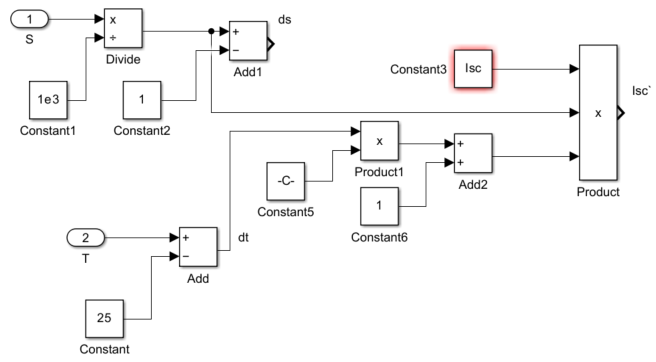 1
S
x
÷
Divide
1e3
Constant1
1
Constant2
+
−
Add1
ds
Constant3
Isc
x
Product
Isc`
-C-
Constant5
x
Product1
1
Constant6
+
+
Add2
2
T
+
−
Add
dt
25
Constant